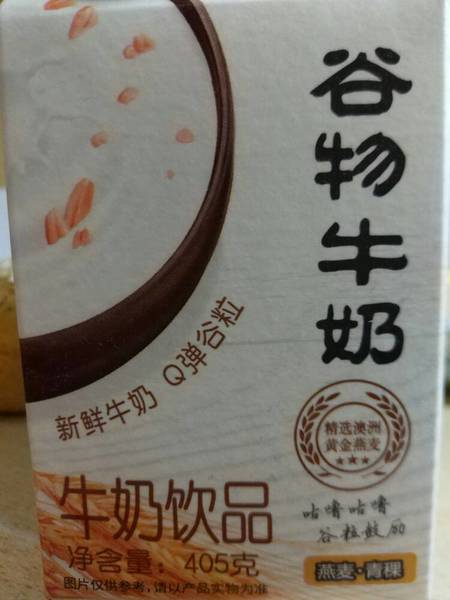 谷物牛奶
新鲜牛奶 Q弹谷粒
精选澳洲
黄金燕麦
咕嘟咕嘟
谷粒鼓励
牛奶饮品
净含量：405克
图片仅供参考，请以产品实物为准
燕麦·青稞